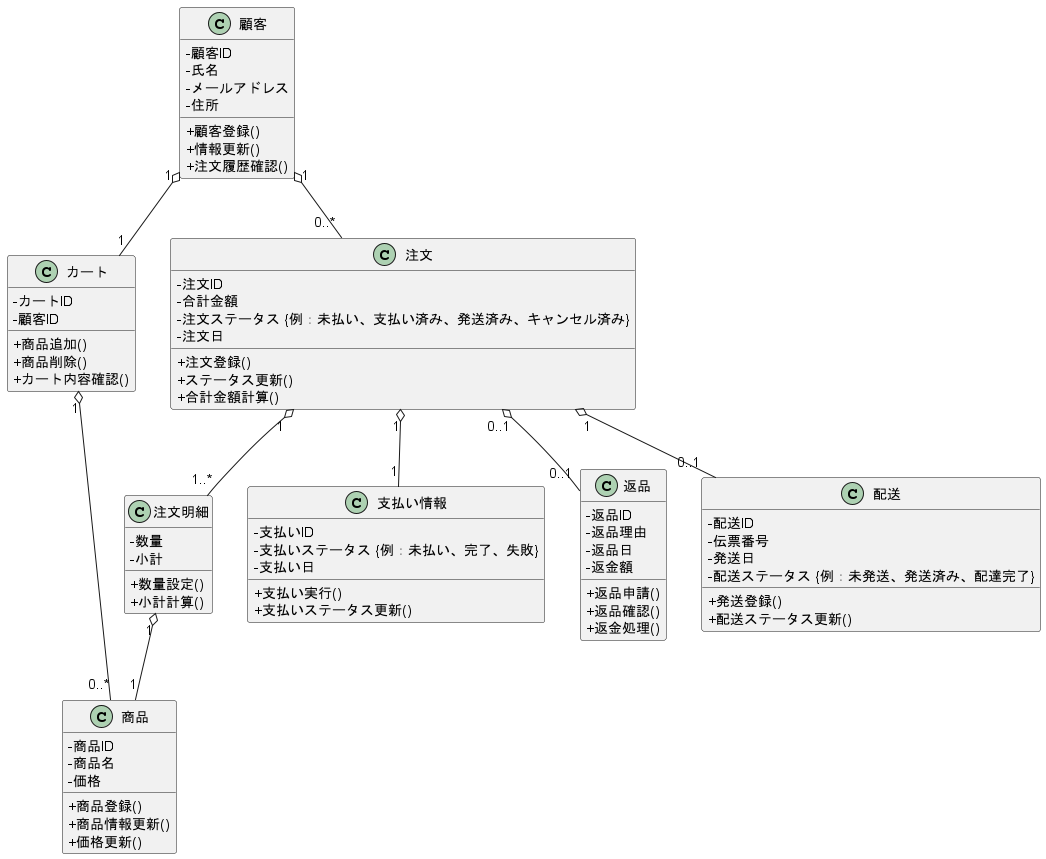 C 顧客
-顧客ID
-氏名
-メールアドレス
-住所
+顧客登録()
+情報更新()
+注文履歴確認()
1
1
1
0..*
C カート
-カートID
-顧客ID
+商品追加()
+商品削除()
+カート内容確認()
C 注文
-注文ID
-合計金額
-注文ステータス {例：未払い、支払い済み、発送済み、キャンセル済み}
-注文日
+注文登録()
+ステータス更新()
+合計金額計算()
1
1
1
0..1
1
1..*
1
0..1
0..1
C 注文明細
-数量
-小計
+数量設定()
+小計計算()
C 支払い情報
-支払いID
-支払いステータス {例：未払い、完了、失敗}
-支払い日
+支払い実行()
+支払いステータス更新()
C 返品
-返品ID
-返品理由
-返品日
-返金額
+返品申請()
+返品確認()
+返金処理()
C 配送
-配送ID
-伝票番号
-発送日
-配送ステータス {例：未発送、発送済み、配達完了}
+発送登録()
+配送ステータス更新()
1
0..*
1
C 商品
-商品ID
-商品名
-価格
+商品登録()
+商品情報更新()
+価格更新()